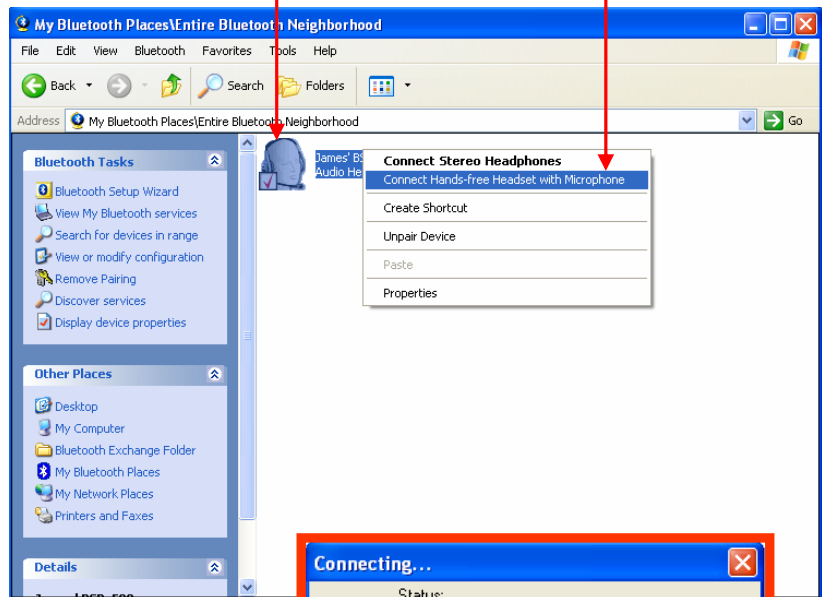 My Bluetooth Places\Entire Bluetooth Neighborhood
File Edit View Bluetooth Favorites Tools Help
Back Search Folders
Address My Bluetooth Places\Entire Bluetooth Neighborhood Go
Bluetooth Tasks
Bluetooth Setup Wizard
View My Bluetooth services
Search for devices in range
View or modify configuration
Remove Pairing
Discover services
Display device properties
Other Places
Desktop
My Computer
Bluetooth Exchange Folder
My Bluetooth Places
My Network Places
Printers and Faxes
Details
James'
Audio
Connect Stereo Headphones
Connect Hands-free Headset with Microphone
Create Shortcut
Unpair Device
Paste
Properties
Connecting...
Status: